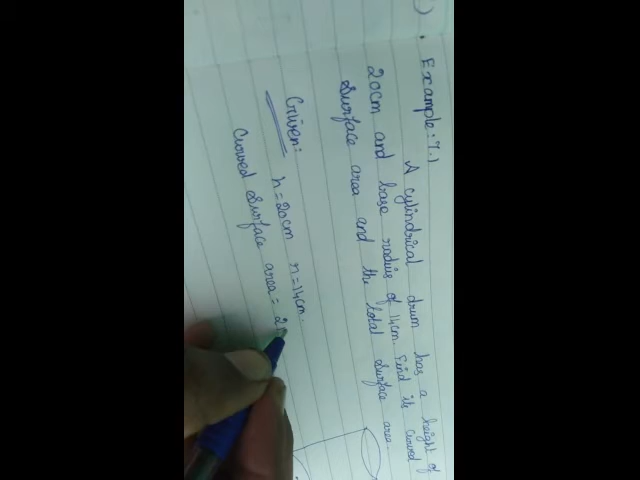 Example: 7.1
A cylindrical drum has a height of
20cm and base radius of 14cm. Find its curved
Surface area and the total surface area.
Given: h = 20cm r = 14cm.
Curved Surface area = 2